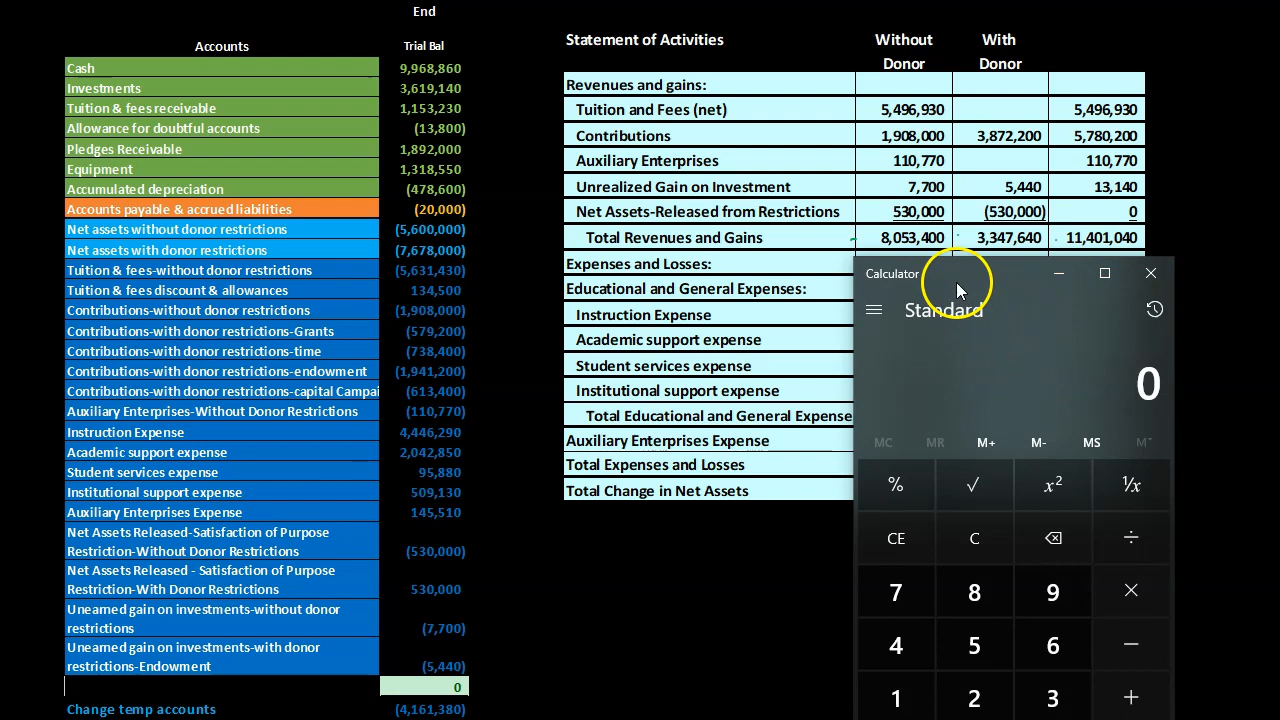 End
Accounts Trial Bal
Cash 9,968,860
Investments 3,619,140
Tuition & fees receivable 1,153,230
Allowance for doubtful accounts (13,800)
Pledges Receivable 1,892,000
Equipment 1,318,550
Accumulated depreciation (478,600)
Accounts payable & accrued liabilities (20,000)
Net assets without donor restrictions (5,600,000)
Net assets with donor restrictions (7,678,000)
Tuition & fees-without donor restrictions (5,631,430)
Tuition & fees discount & allowances 134,500
Contributions-without donor restrictions (1,908,000)
Contributions-with donor restrictions-Grants (579,200)
Contributions-with donor restrictions-time (738,400)
Contributions-with donor restrictions-endowment (1,941,200)
Contributions-with donor restrictions-capital Campai (613,400)
Auxiliary Enterprises-Without Donor Restrictions (110,770)
Instruction Expense 4,446,290
Academic support expense 2,042,850
Student services expense 95,880
Institutional support expense 509,130
Auxiliary Enterprises Expense 145,510
Net Assets Released-Satisfaction of Purpose
Restriction-Without Donor Restrictions (530,000)
Net Assets Released - Satisfaction of Purpose
Restriction-With Donor Restrictions 530,000
Unearned gain on investments-without donor
restrictions (7,700)
Unearned gain on investments-with donor
restrictions-Endowment (5,440)
0
Change temp accounts (4,161,380)
Statement of Activities Without With
Donor Donor
Revenues and gains:
Tuition and Fees (net) 5,496,930 5,496,930
Contributions 1,908,000 3,872,200 5,780,200
Auxiliary Enterprises 110,770 110,770
Unrealized Gain on Investment 7,700 5,440 13,140
Net Assets-Released from Restrictions 530,000 (530,000) 0
Total Revenues and Gains 8,053,400 3,347,640 11,401,040
Expenses and Losses:
Educational and General Expenses:
Instruction Expense
Academic support expense
Student services expense
Institutional support expense
Total Educational and General Expense
Auxiliary Enterprises Expense
Total Expenses and Losses
Total Change in Net Assets
Calculator
Standard
0
MC MR M+ M- MS M˅
% √ x² ⅟x
CE C ÷
7 8 9 ×
4 5 6 −
1 2 3 +